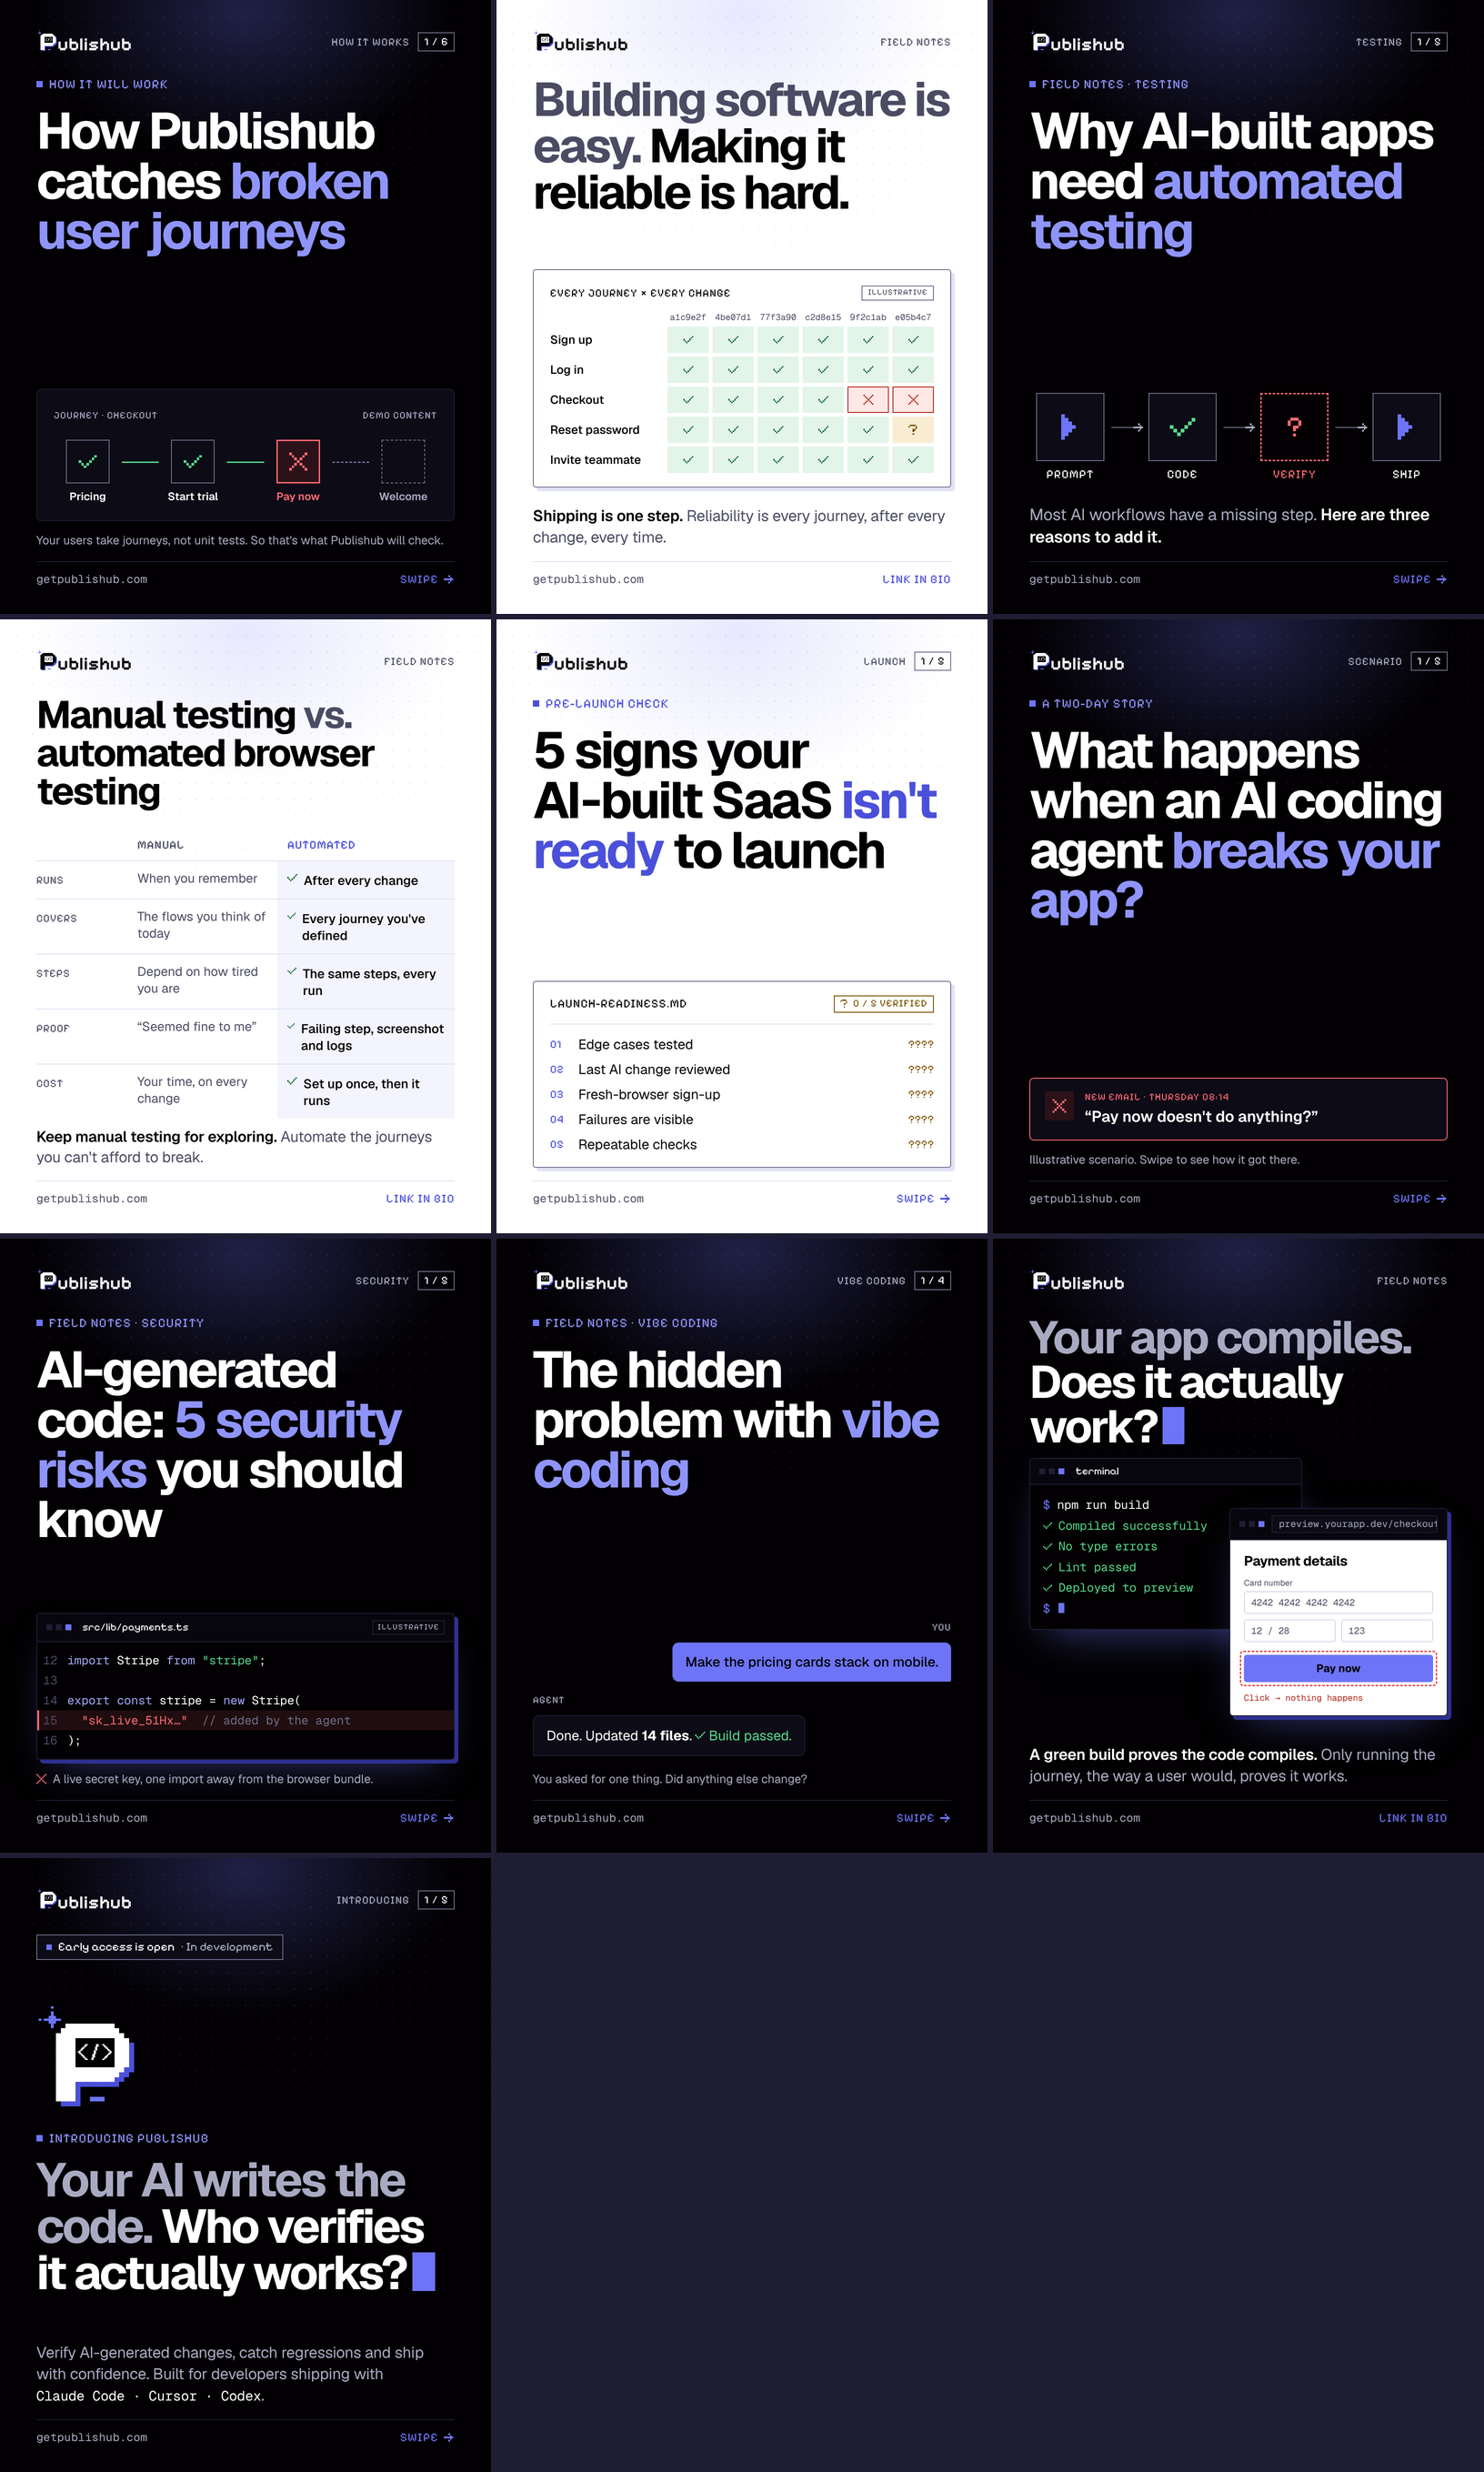 Publishub
HOW IT WORKS 1 / 6
HOW IT WILL WORK
How Publishub
catches broken
user journeys
JOURNEY · CHECKOUT DEMO CONTENT
Pricing Start trial Pay now Welcome
Your users take journeys, not unit tests. So that's what Publishub will check.
getpublishub.com SWIPE →
Publishub
FIELD NOTES
Building software is
easy. Making it
reliable is hard.
EVERY JOURNEY × EVERY CHANGE ILLUSTRATIVE
a1c9e2f 4be07d1 77f3a90 c2d8e15 9f2c1ab e05b4c7
Sign up
Log in
Checkout
Reset password ?
Invite teammate
Shipping is one step. Reliability is every journey, after every
change, every time.
getpublishub.com LINK IN BIO
Publishub
TESTING 1 / 5
FIELD NOTES · TESTING
Why AI-built apps
need automated
testing
?
PROMPT CODE VERIFY SHIP
Most AI workflows have a missing step. Here are three
reasons to add it.
getpublishub.com SWIPE →
Publishub
FIELD NOTES
Manual testing vs.
automated browser
testing
MANUAL AUTOMATED
RUNS When you remember After every change
COVERS The flows you think of
today Every journey you've
defined
STEPS Depend on how tired
you are The same steps, every
run
PROOF “Seemed fine to me” Failing step, screenshot
and logs
COST Your time, on every
change Set up once, then it
runs
Keep manual testing for exploring. Automate the journeys
you can't afford to break.
getpublishub.com LINK IN BIO
Publishub
LAUNCH 1 / 5
PRE-LAUNCH CHECK
5 signs your
AI-built SaaS isn't
ready to launch
LAUNCH-READINESS.MD ? 0 / 5 VERIFIED
01 Edge cases tested ????
02 Last AI change reviewed ????
03 Fresh-browser sign-up ????
04 Failures are visible ????
05 Repeatable checks ????
getpublishub.com SWIPE →
Publishub
SCENARIO 1 / 5
A TWO-DAY STORY
What happens
when an AI coding
agent breaks your
app?
NEW EMAIL · THURSDAY 08:14
“Pay now doesn't do anything?”
Illustrative scenario. Swipe to see how it got there.
getpublishub.com SWIPE →
Publishub
SECURITY 1 / 5
FIELD NOTES · SECURITY
AI-generated
code: 5 security
risks you should
know
src/lib/payments.ts ILLUSTRATIVE
12 import Stripe from "stripe";
13
14 export const stripe = new Stripe(
15 "sk_live_51Hx…" // added by the agent
16 );
A live secret key, one import away from the browser bundle.
getpublishub.com SWIPE →
Publishub
VIBE CODING 1 / 4
FIELD NOTES · VIBE CODING
The hidden
problem with vibe
coding
YOU
Make the pricing cards stack on mobile.
AGENT
Done. Updated 14 files. ✓ Build passed.
You asked for one thing. Did anything else change?
getpublishub.com SWIPE →
Publishub
FIELD NOTES
Your app compiles.
Does it actually
work?
terminal
$ npm run build
✓ Compiled successfully
✓ No type errors
✓ Lint passed
✓ Deployed to preview
$
preview.yourapp.dev/checkout
Payment details
Card number
4242 4242 4242 4242
12 / 28 123
Pay now
Click → nothing happens
A green build proves the code compiles. Only running the
journey, the way a user would, proves it works.
getpublishub.com LINK IN BIO
Publishub
INTRODUCING 1 / 5
Early access is open · In development
</>
INTRODUCING PUBLISHUB
Your AI writes the
code. Who verifies
it actually works?
Verify AI-generated changes, catch regressions and ship
with confidence. Built for developers shipping with
Claude Code · Cursor · Codex.
getpublishub.com SWIPE →